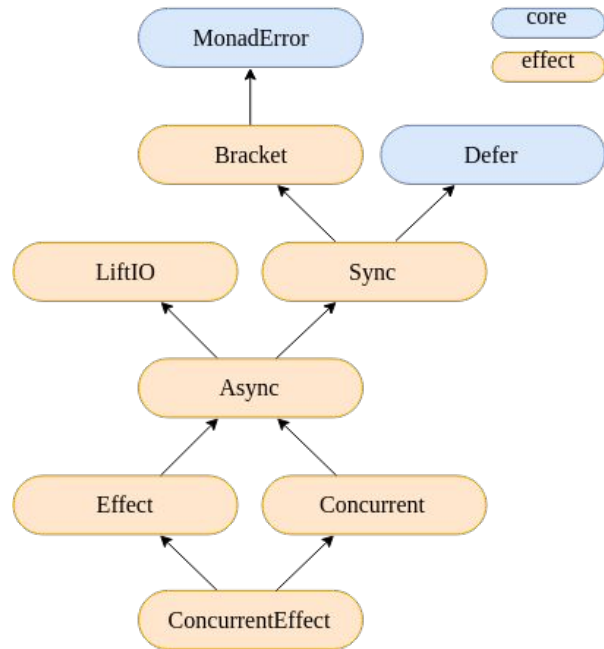 core
MonadError
effect
Bracket
Defer
LiftIO
Sync
Async
Effect
Concurrent
ConcurrentEffect